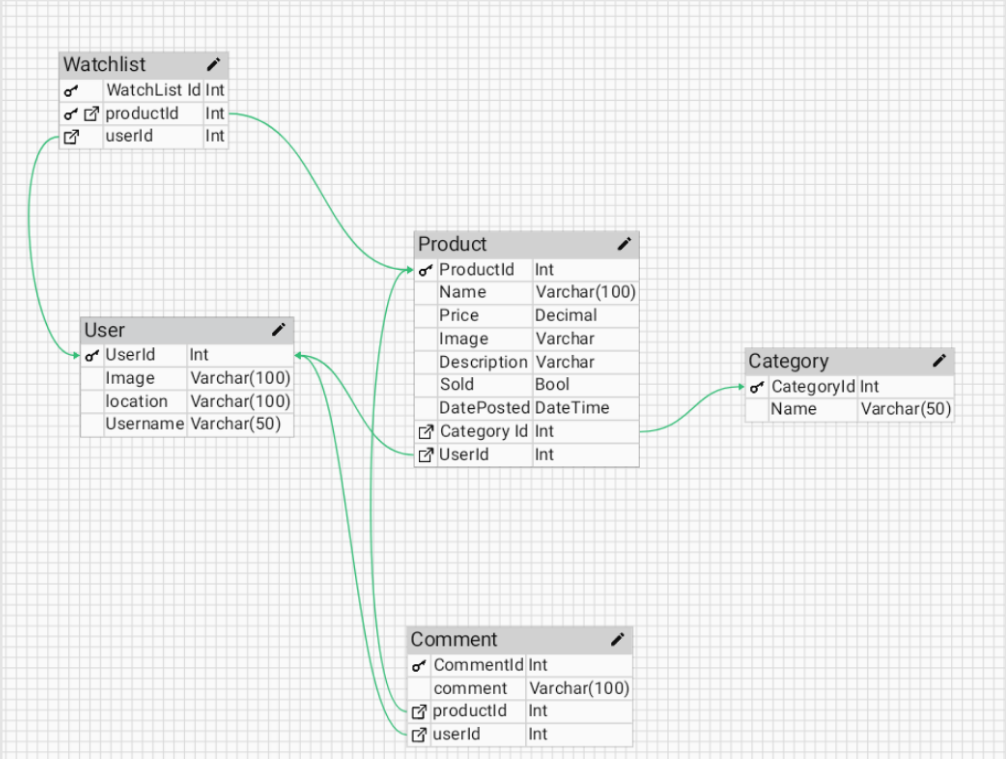 Watchlist
WatchList Id Int
productId Int
userId Int
Product
ProductId Int
Name Varchar(100)
Price Decimal
Image Varchar
Description Varchar
Sold Bool
DatePosted DateTime
Category Id Int
UserId Int
User
UserId Int
Image Varchar(100)
location Varchar(100)
Username Varchar(50)
Category
CategoryId Int
Name Varchar(50)
Comment
CommentId Int
comment Varchar(100)
productId Int
userId Int